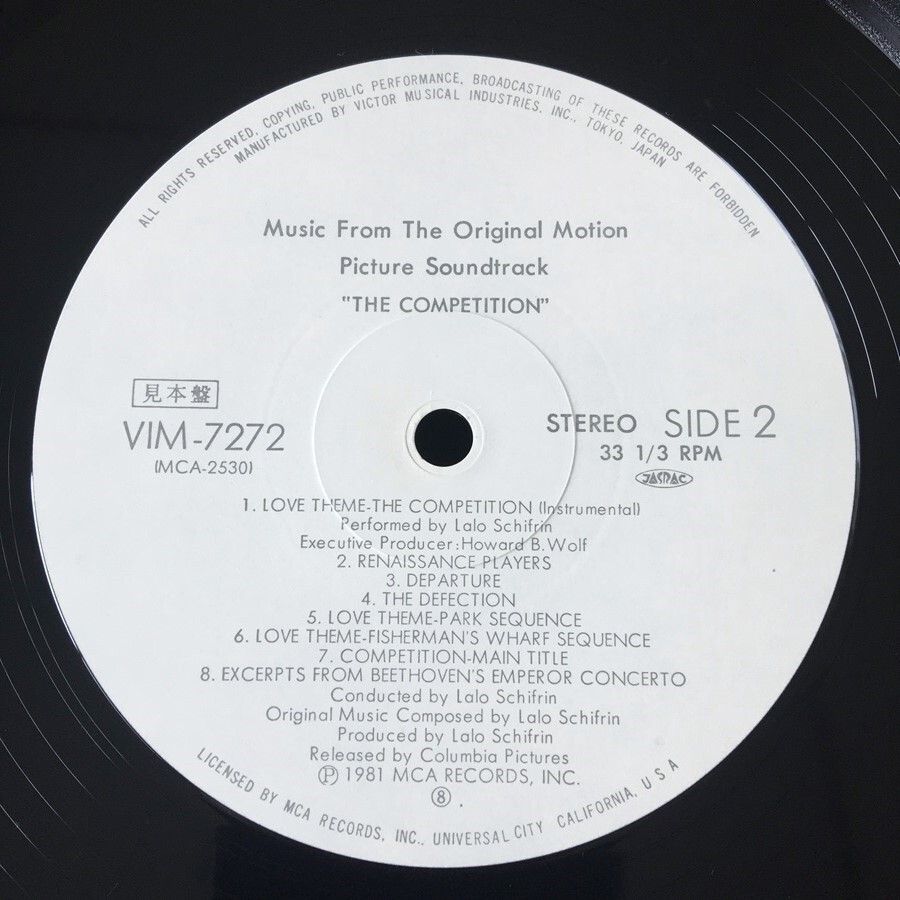 ALL RIGHTS RESERVED. COPYING, PUBLIC PERFORMANCE, BROADCASTING OF THESE RECORDS ARE FORBIDDEN
MANUFACTURED BY VICTOR MUSICAL INDUSTRIES, INC., TOKYO, JAPAN
Music From The Original Motion
Picture Soundtrack
"THE COMPETITION"
見本盤
VIM-7272
(MCA-2530)
STEREO SIDE 2
33 1/3 RPM
JASRAC
1. LOVE THEME-THE COMPETITION (Instrumental)
Performed by Lalo Schifrin
Executive Producer:Howard B.Wolf
2. RENAISSANCE PLAYERS
3. DEPARTURE
4. THE DEFECTION
5. LOVE THEME-PARK SEQUENCE
6. LOVE THEME-FISHERMAN'S WHARF SEQUENCE
7. COMPETITION-MAIN TITLE
8. EXCERPTS FROM BEETHOVEN'S EMPEROR CONCERTO
Conducted by Lalo Schifrin
Original Music Composed by Lalo Schifrin
Produced by Lalo Schifrin
Released by Columbia Pictures
Ⓟ 1981 MCA RECORDS, INC.
⑧ .
LICENSED BY MCA RECORDS, INC., UNIVERSAL CITY CALIFORNIA, U S A